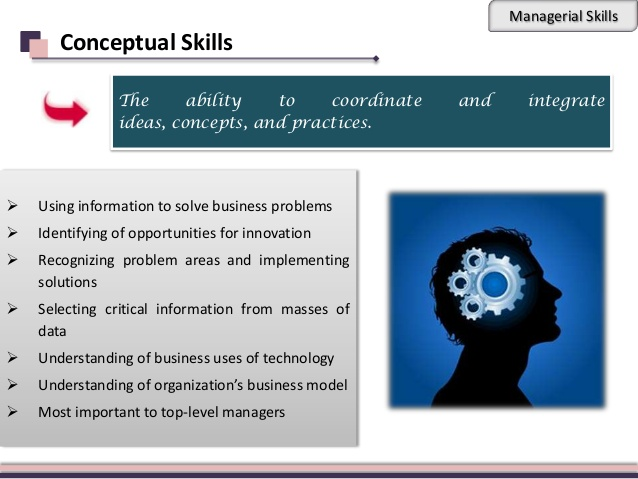 Managerial Skills
Conceptual Skills
The ability to coordinate and integrate
ideas, concepts, and practices.
Using information to solve business problems
Identifying of opportunities for innovation
Recognizing problem areas and implementing
solutions
Selecting critical information from masses of
data
Understanding of business uses of technology
Understanding of organization's business model
Most important to top-level managers